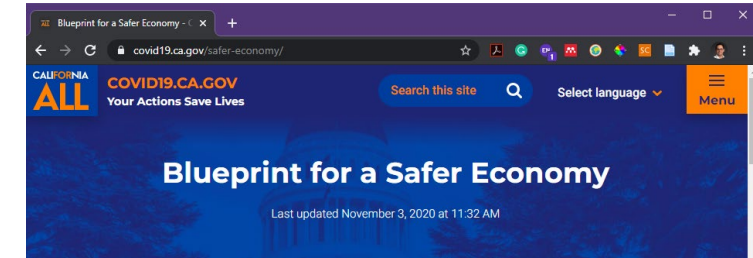 Blueprint for a Safer Economy - C
covid19.ca.gov/safer-economy/
CALIFORNIA
ALL
COVID19.CA.GOV
Your Actions Save Lives
Search this site
Select language
Menu
Blueprint for a Safer Economy
Last updated November 3, 2020 at 11:32 AM